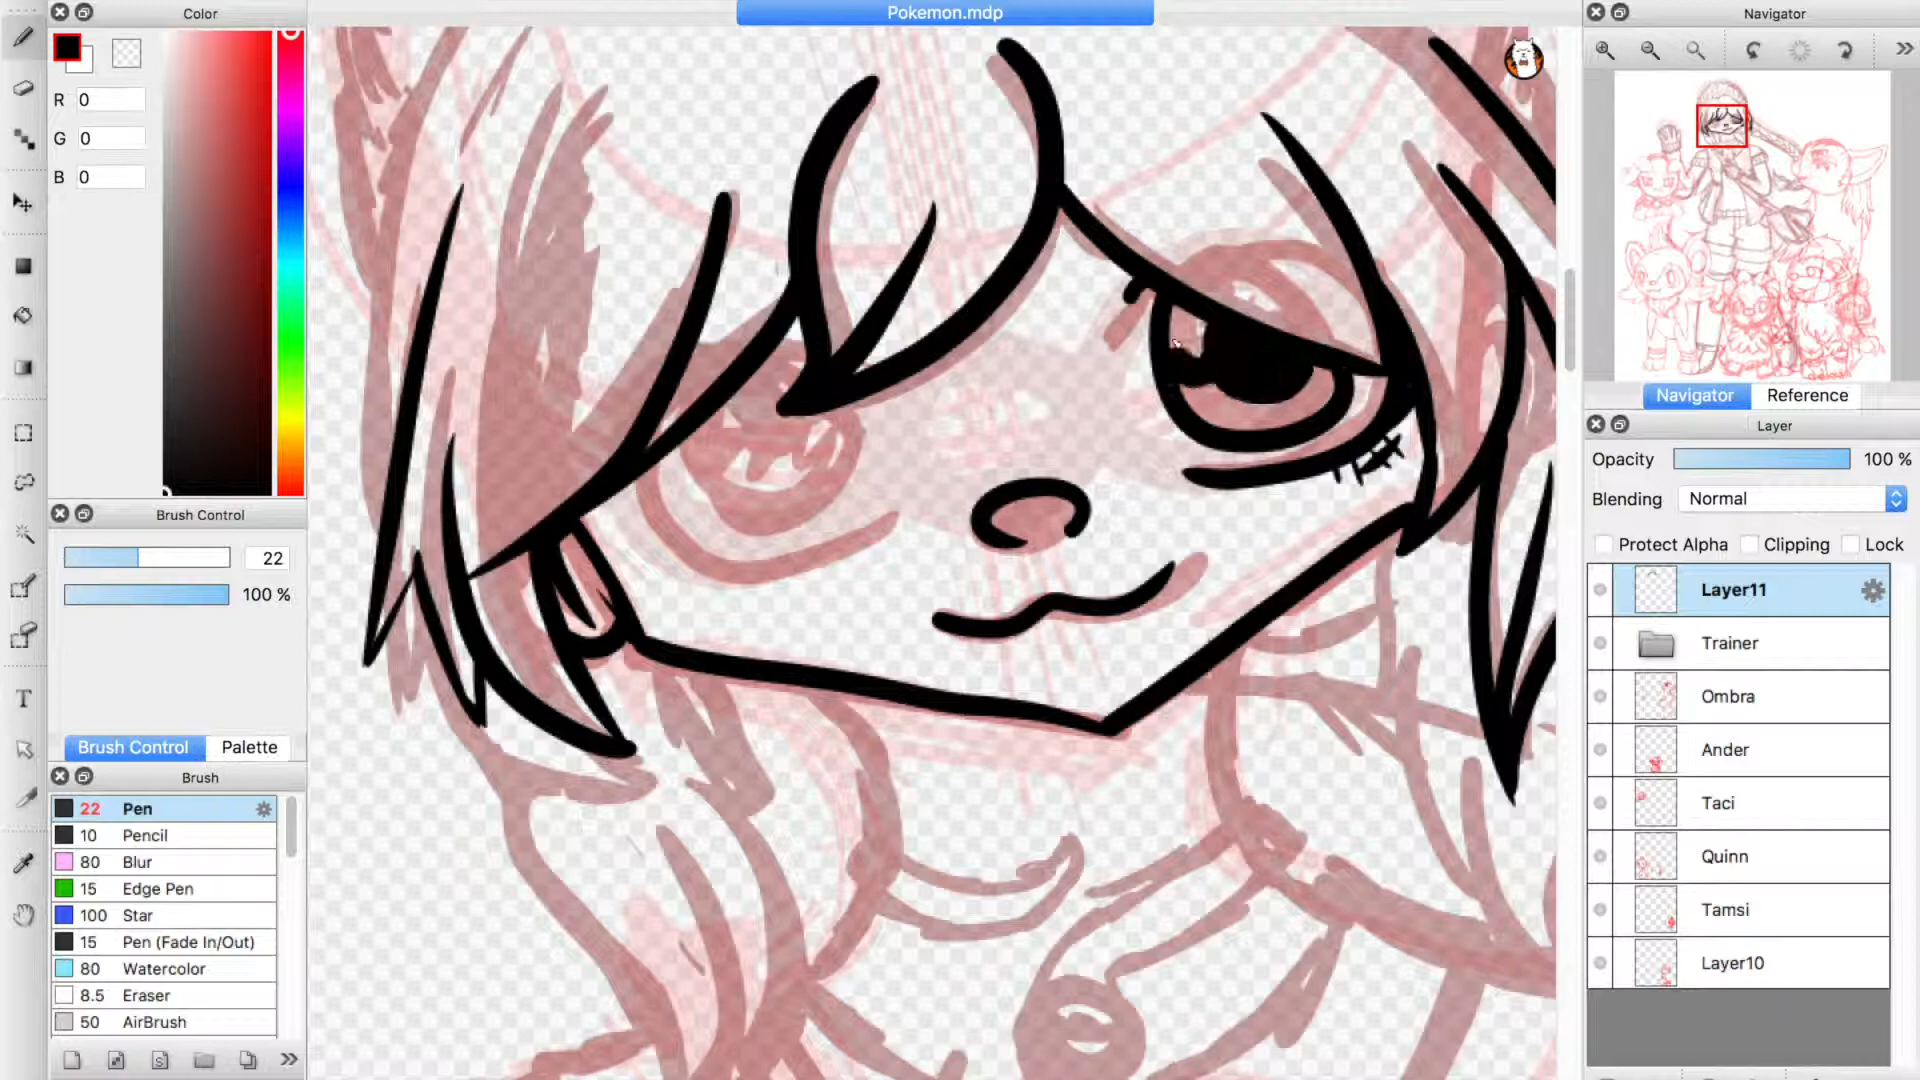 Color
Pokemon.mdp
Navigator
R 0
G 0
B 0
Navigator Reference
Layer
Opacity 100 %
Blending Normal
Protect Alpha Clipping Lock
Brush Control
22
100 %
Layer11
Trainer
Ombra
Ander
Taci
Quinn
Tamsi
Layer10
Brush Control Palette
Brush
22 Pen
10 Pencil
80 Blur
15 Edge Pen
100 Star
15 Pen (Fade In/Out)
80 Watercolor
8.5 Eraser
50 AirBrush
T
S